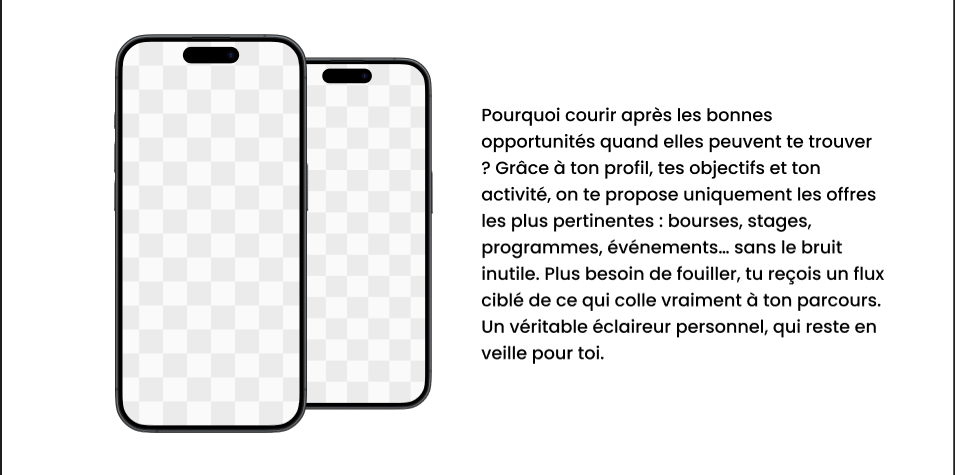 Pourquoi courir après les bonnes
opportunités quand elles peuvent te trouver
? Grâce à ton profil, tes objectifs et ton
activité, on te propose uniquement les offres
les plus pertinentes : bourses, stages,
programmes, événements… sans le bruit
inutile. Plus besoin de fouiller, tu reçois un flux
ciblé de ce qui colle vraiment à ton parcours.
Un véritable éclaireur personnel, qui reste en
veille pour toi.